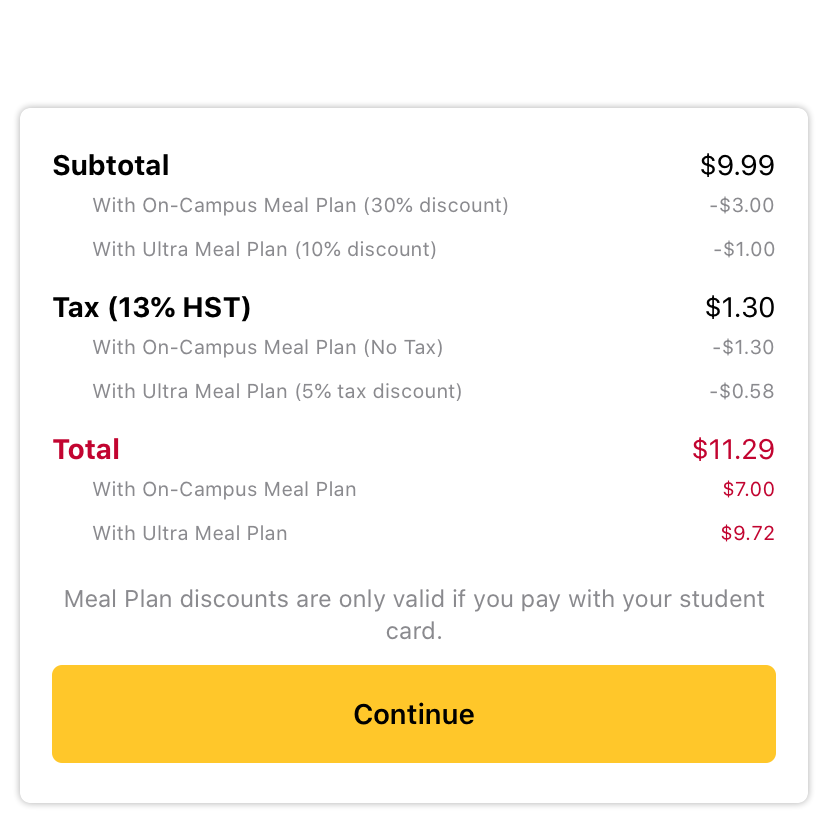 Subtotal $9.99
With On-Campus Meal Plan (30% discount) -$3.00
With Ultra Meal Plan (10% discount) -$1.00
Tax (13% HST) $1.30
With On-Campus Meal Plan (No Tax) -$1.30
With Ultra Meal Plan (5% tax discount) -$0.58
Total $11.29
With On-Campus Meal Plan $7.00
With Ultra Meal Plan $9.72
Meal Plan discounts are only valid if you pay with your student
card.
Continue